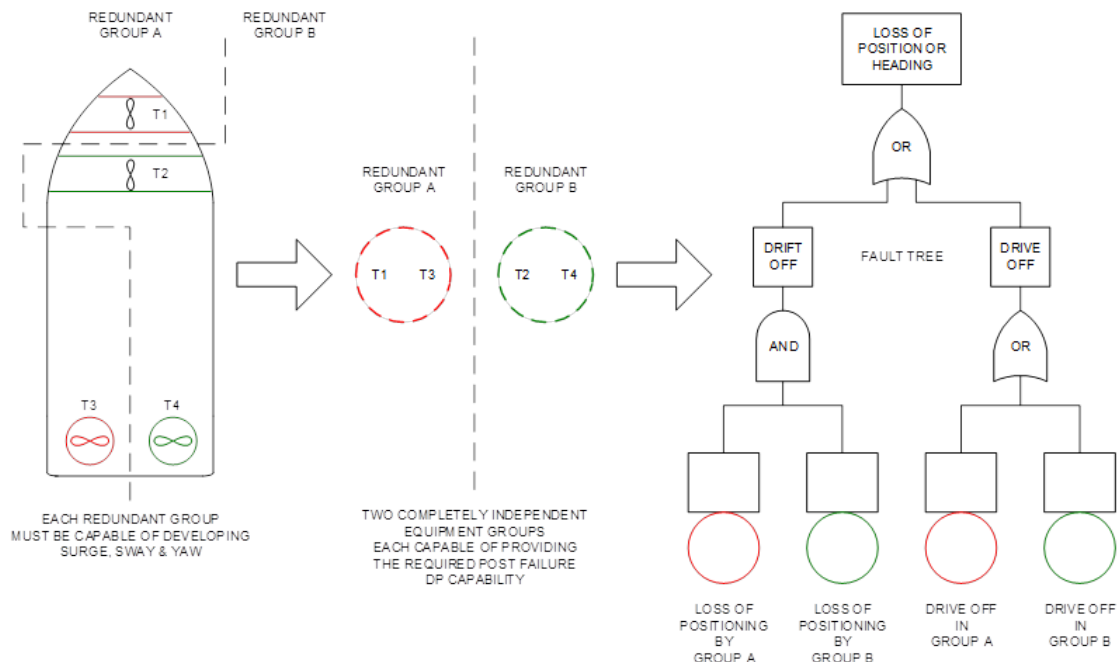 REDUNDANT
GROUP A
REDUNDANT
GROUP B
T1
T2
T3
T4
EACH REDUNDANT GROUP
MUST BE CAPABLE OF DEVELOPING
SURGE, SWAY & YAW
REDUNDANT
GROUP A
REDUNDANT
GROUP B
T1 T3
T2 T4
TWO COMPLETELY INDEPENDENT
EQUIPMENT GROUPS
EACH CAPABLE OF PROVIDING
THE REQUIRED POST FAILURE
DP CAPABILITY
LOSS OF
POSITION OR
HEADING
OR
DRIFT
OFF
FAULT TREE
DRIVE
OFF
AND
OR
LOSS OF
POSITIONING
BY
GROUP A
LOSS OF
POSITIONING
BY
GROUP B
DRIVE OFF
IN
GROUP A
DRIVE OFF
IN
GROUP B